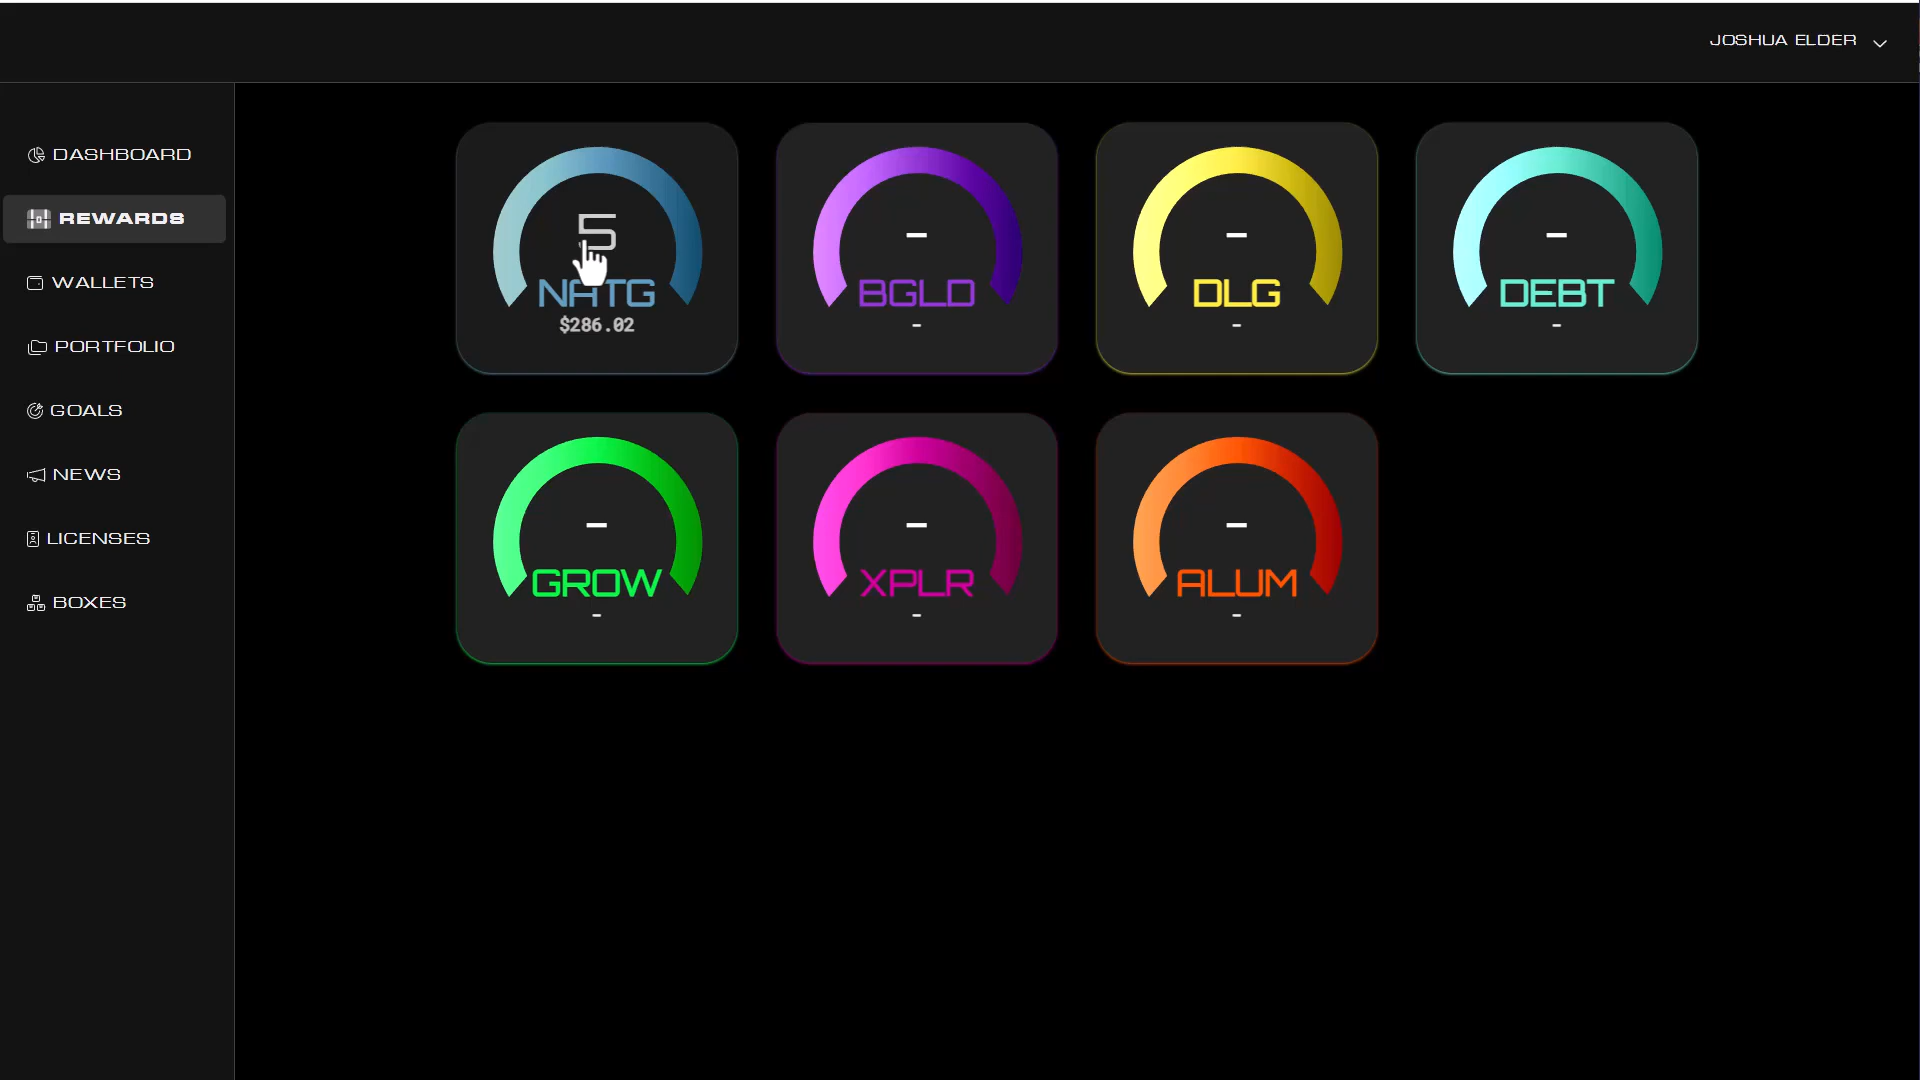 JOSHUA ELDER
DASHBOARD
REWARDS
WALLETS
PORTFOLIO
GOALS
NEWS
LICENSES
BOXES
5
NATG
$286.02
-
BGLD
-
-
DLG
-
-
DEBT
-
-
GROW
-
-
XPLR
-
-
ALUM
-